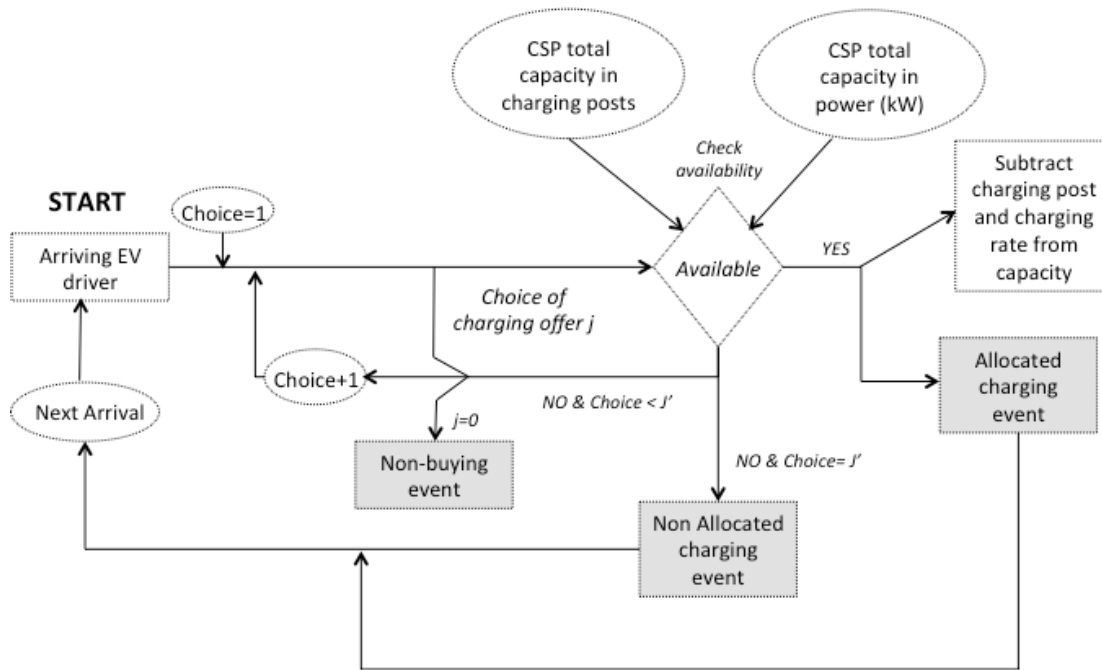 CSP total
capacity in
charging posts
CSP total
capacity in
power (kW)
Check
availability
START
Choice=1
Arriving EV
driver
Available
YES
Subtract
charging post
and charging
rate from
capacity
Choice of
charging offer j
Choice+1
NO & Choice < J’
Next Arrival
j=0
Allocated
charging
event
Non-buying
event
NO & Choice= J’
Non Allocated
charging
event